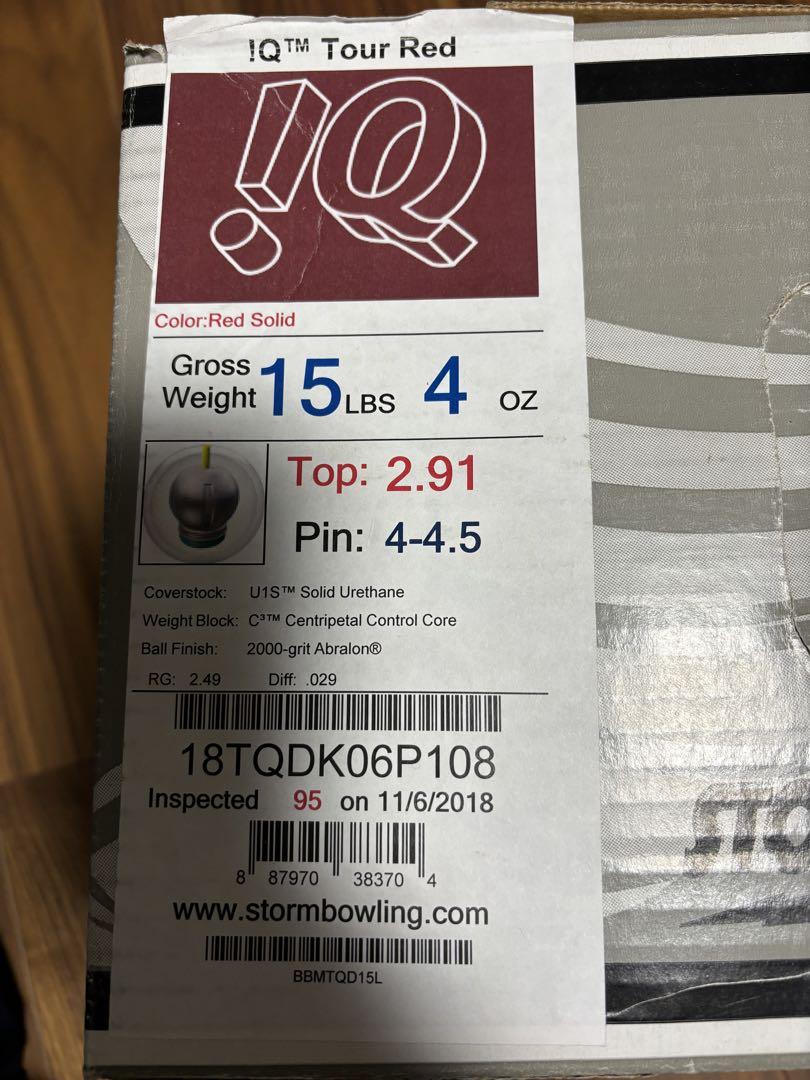 !Q™ Tour Red
!Q
Color:Red Solid
Gross Weight 15 LBS 4 OZ
Top: 2.91
Pin: 4-4.5
Coverstock: U1S™ Solid Urethane
Weight Block: C³™ Centripetal Control Core
Ball Finish: 2000-grit Abralon®
RG: 2.49 Diff: .029
18TQDK06P108
Inspected 95 on 11/6/2018
8 87970 38370 4
www.stormbowling.com
BBMTQD15L
STO